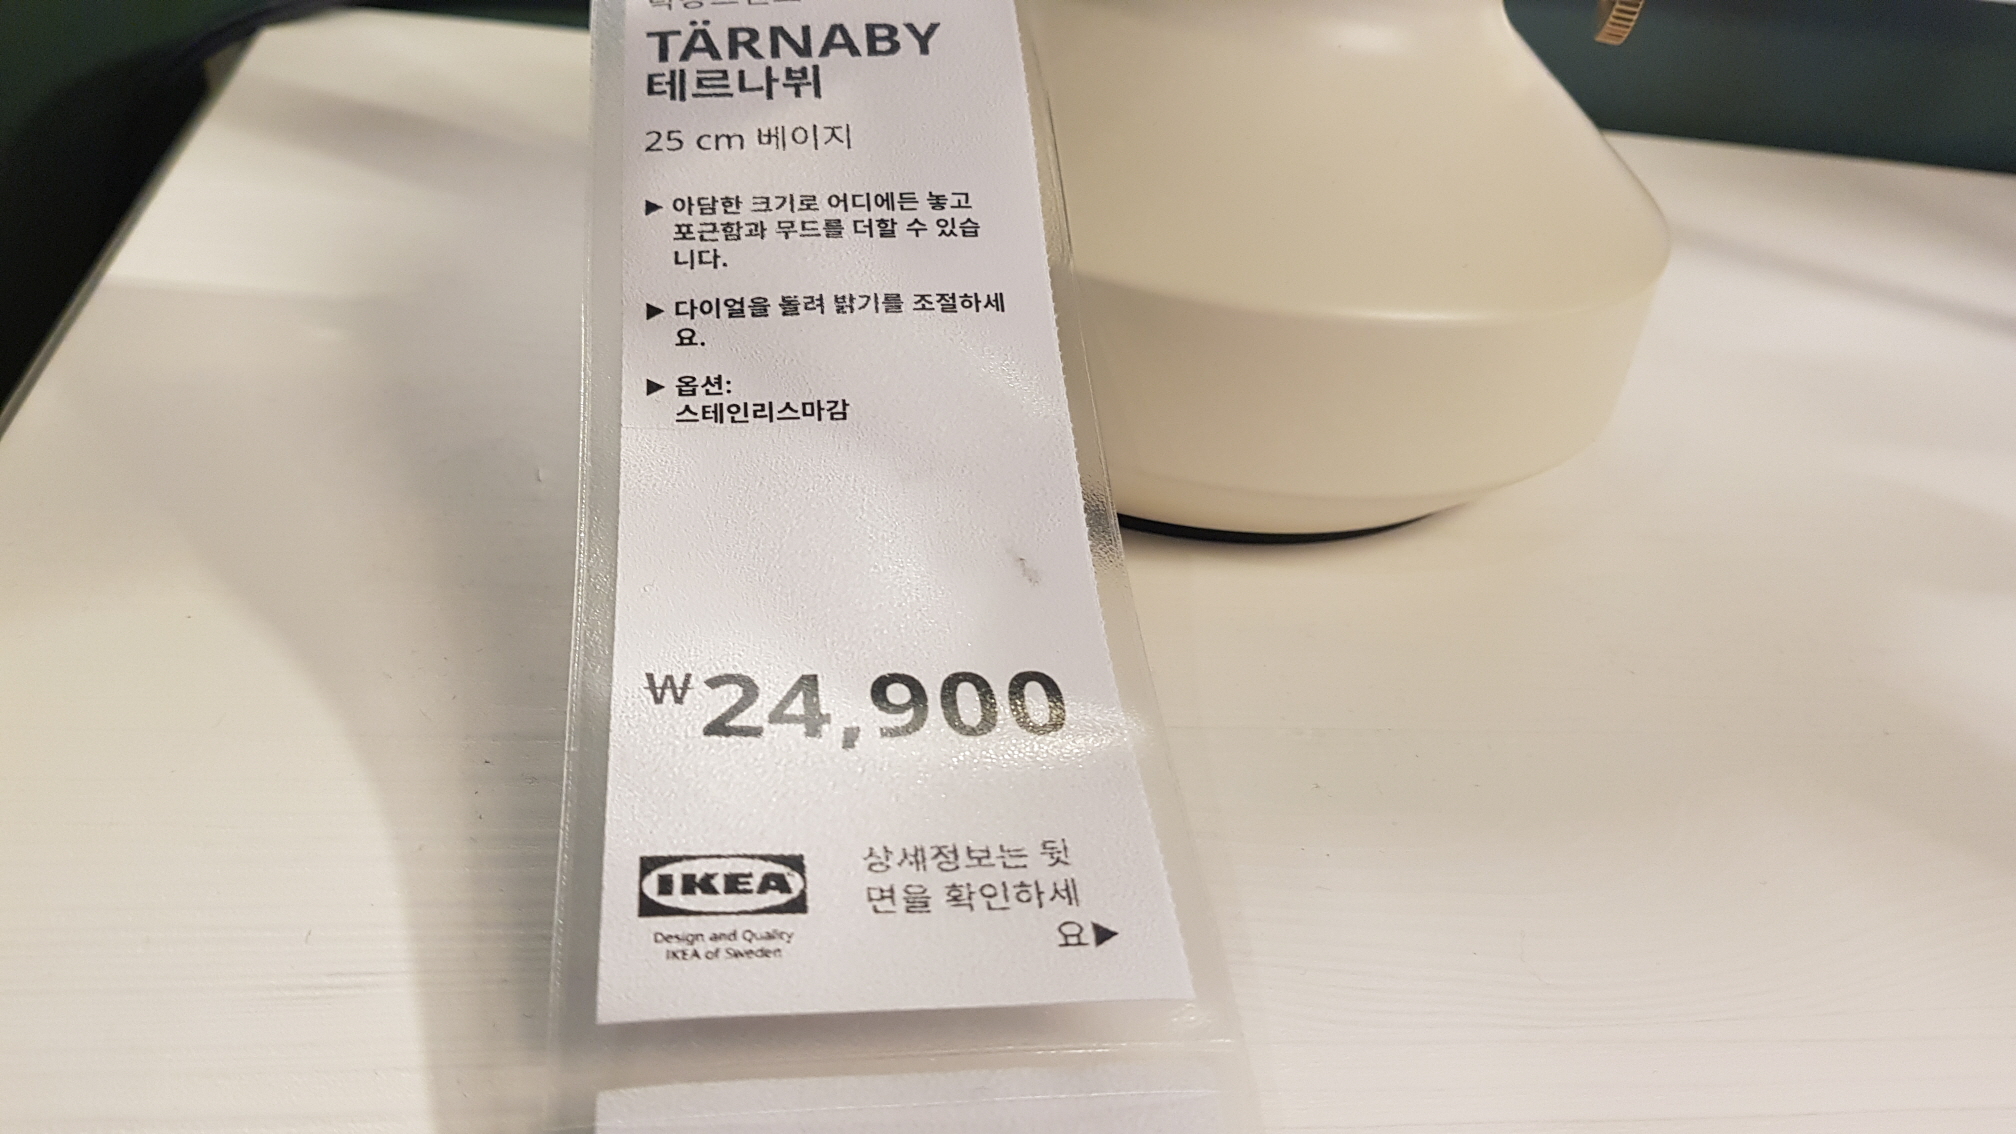 TÄRNABY
테르나뷔
25 cm 베이지
▶ 아담한 크기로 어디에든 놓고
포근함과 무드를 더할 수 있습
니다.
▶ 다이얼을 돌려 밝기를 조절하세
요.
▶ 옵션:
스테인리스마감
₩24,900
IKEA
Design and Quality
IKEA of Sweden
상세정보는 뒷
면을 확인하세
요▶